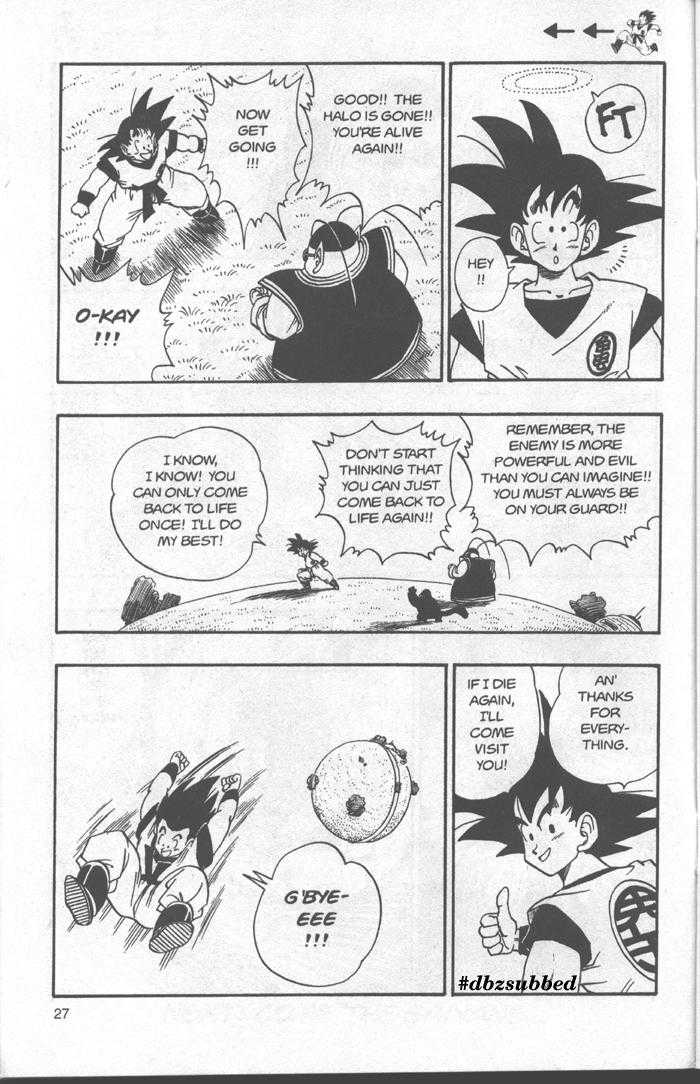 FT
HEY
!!
GOOD!! THE
HALO IS GONE!!
YOU'RE ALIVE
AGAIN!!
NOW
GET
GOING
!!!
O-KAY
!!!
REMEMBER, THE
ENEMY IS MORE
POWERFUL AND EVIL
THAN YOU CAN IMAGINE!!
YOU MUST ALWAYS BE
ON YOUR GUARD!!
DON'T START
THINKING THAT
YOU CAN JUST
COME BACK TO
LIFE AGAIN!!
I KNOW,
I KNOW! YOU
CAN ONLY COME
BACK TO LIFE
ONCE! I'LL DO
MY BEST!
AN'
THANKS
FOR
EVERY-
THING.
IF I DIE
AGAIN,
I'LL
COME
VISIT
YOU!
G'BYE-
EEE
!!!
#dbzsubbed
27